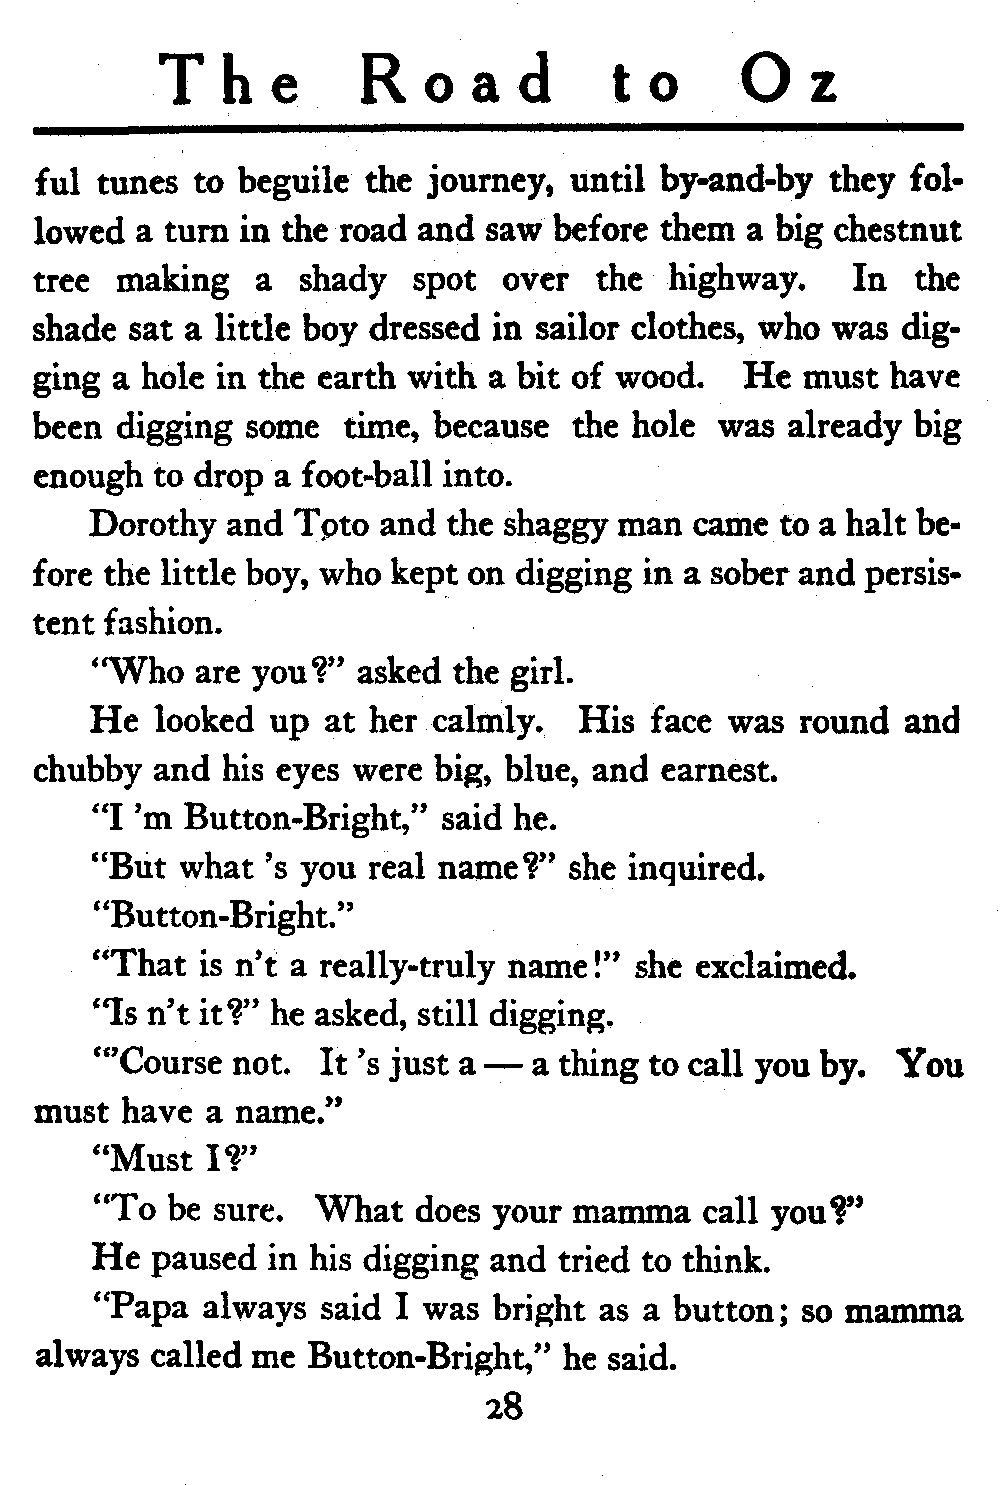 The Road to Oz
ful tunes to beguile the journey, until by-and-by they fol-
lowed a turn in the road and saw before them a big chestnut
tree making a shady spot over the highway. In the
shade sat a little boy dressed in sailor clothes, who was dig-
ging a hole in the earth with a bit of wood. He must have
been digging some time, because the hole was already big
enough to drop a foot-ball into.
Dorothy and Toto and the shaggy man came to a halt be-
fore the little boy, who kept on digging in a sober and persis-
tent fashion.
“Who are you?” asked the girl.
He looked up at her calmly. His face was round and
chubby and his eyes were big, blue, and earnest.
“I ’m Button-Bright,” said he.
“But what ’s you real name?” she inquired.
“Button-Bright.”
“That is n’t a really-truly name!” she exclaimed.
“Is n’t it?” he asked, still digging.
“’Course not. It ’s just a — a thing to call you by. You
must have a name.”
“Must I?”
“To be sure. What does your mamma call you?”
He paused in his digging and tried to think.
“Papa always said I was bright as a button; so mamma
always called me Button-Bright,” he said.
28